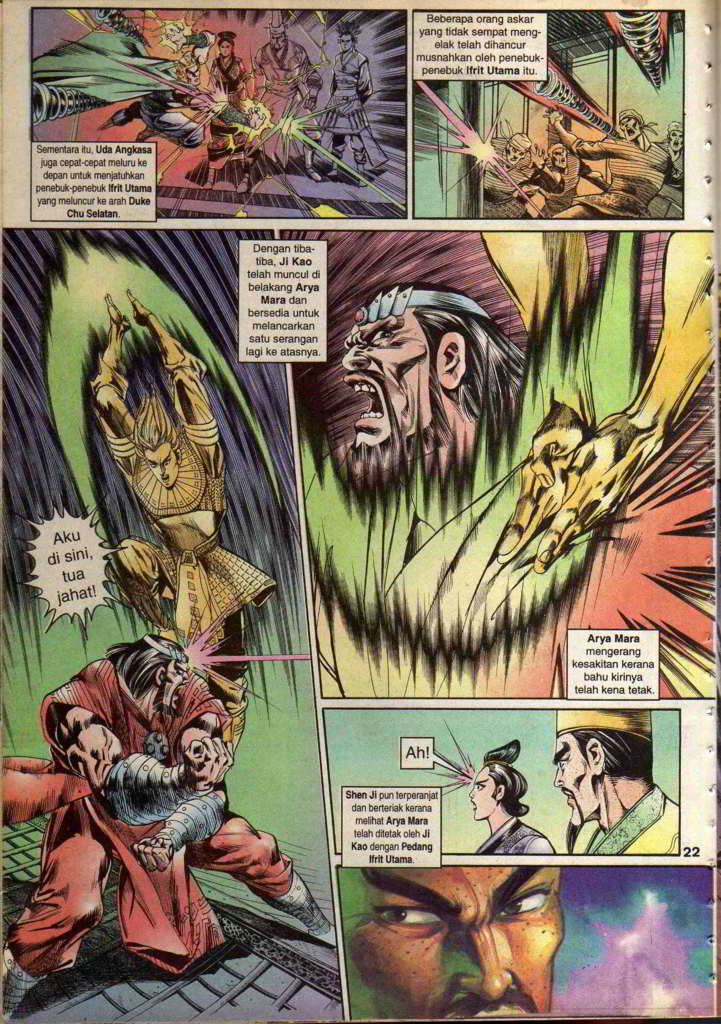 Sementara itu, Uda Angkasa
juga cepat-cepat meluru ke
depan untuk menjatuhkan
penebuk-penebuk Ifrit Utama
yang meluncur ke arah Duke
Chu Selatan.
Beberapa orang askar
yang tidak sempat meng-
elak telah dihancur
musnahkan oleh penebuk-
penebuk Ifrit Utama itu.
Dengan tiba-
tiba, Ji Kao
telah muncul di
belakang Arya
Mara dan
bersedia untuk
melancarkan
satu serangan
lagi ke atasnya.
Aku
di sini,
tua
jahat!
Arya Mara
mengerang
kesakitan kerana
bahu kirinya
telah kena tetak.
Ah!
Shen Ji pun terperanjat
dan berteriak kerana
melihat Arya Mara
telah ditetak oleh Ji
Kao dengan Pedang
Ifrit Utama.
22